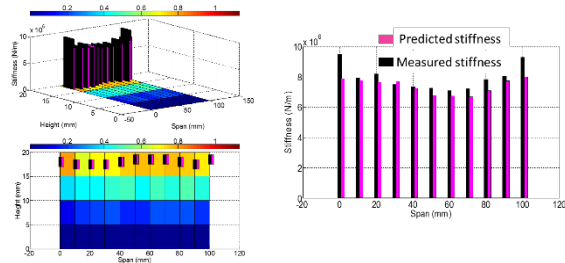 0.2 0.4 0.6 0.8 1
x 10⁶
Stiffness (N/m)
10
5
0
20
15
10
5
0
Height (mm)
-50
0
50
100
150
Span (mm)
0.2 0.4 0.6 0.8 1
Height (mm)
20
15
10
5
0
-20 0 20 40 60 80 100 120
Span (mm)
Predicted stiffness
Measured stiffness
x 10⁶
Stiffness (N/m)
8
6
4
2
0
-20 0 20 40 60 80 100 120
Span (mm)